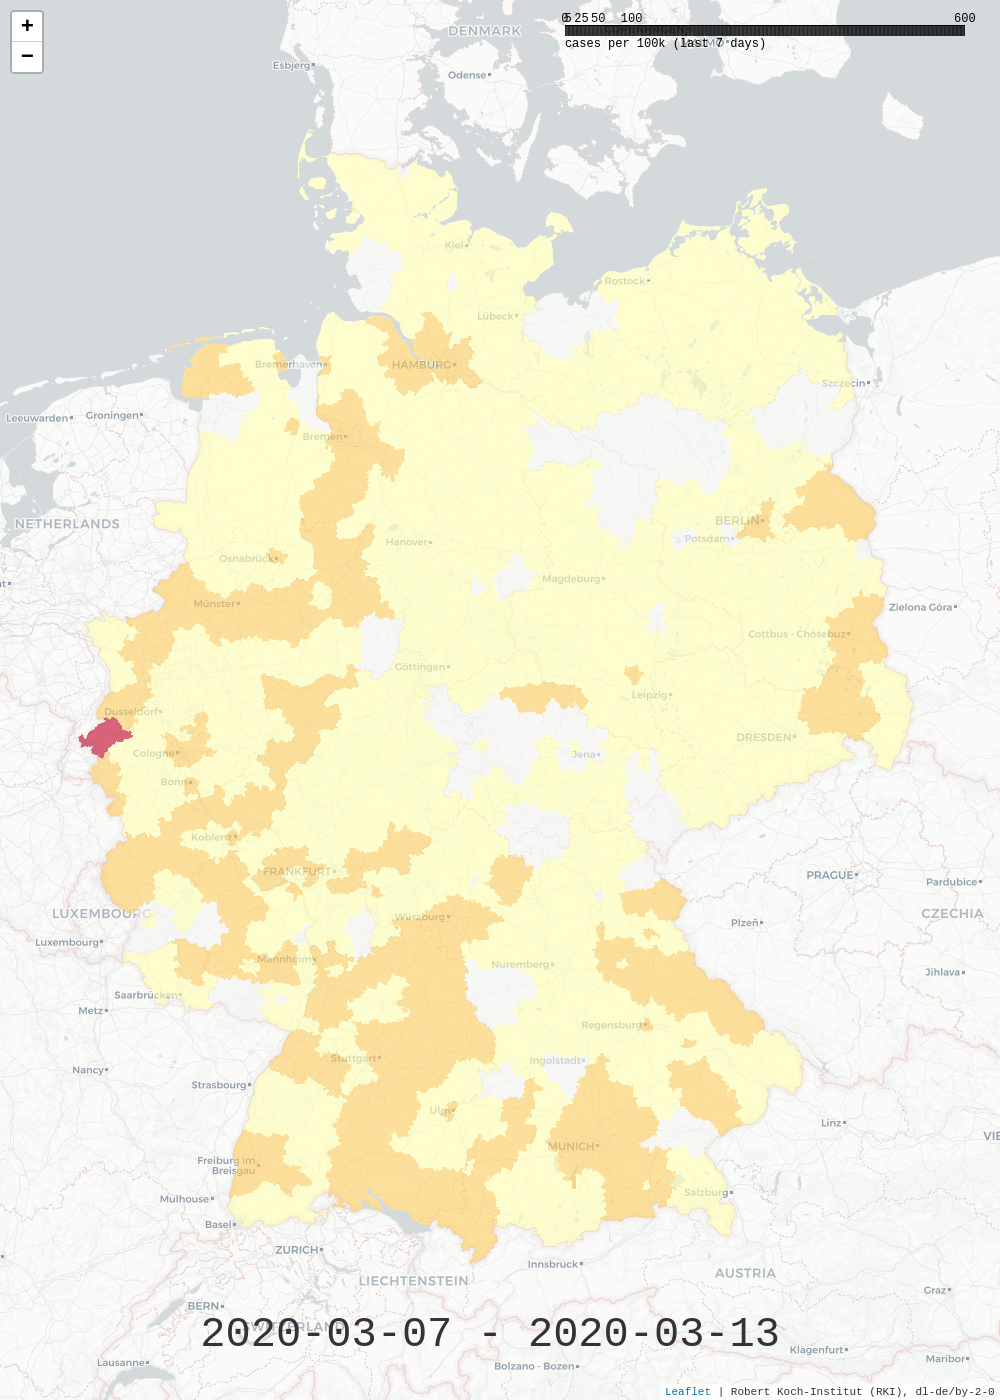 +
−
0 5 25 50 100 600
cases per 100k (last 7 days)
DENMARK
Esbjerg
Odense
Kiel
Rostock
Lübeck
Bremerhaven
HAMBURG
Szczecin
Leeuwarden
Groningen
Bremen
NETHERLANDS
BERLIN
Potsdam
Hanover
Osnabrück
Magdeburg
Münster
Zielona Góra
Cottbus - Chóśebuz
Göttingen
Leipzig
Dusseldorf
DRESDEN
Cologne
Jena
Bonn
Koblenz
FRANKFURT
PRAGUE
Pardubice
LUXEMBOURG
Würzburg
CZECHIA
Plzeň
Luxembourg
Mannheim
Nuremberg
Jihlava
Saarbrücken
Metz
Regensburg
Stuttgart
Ingolstadt
Nancy
Strasbourg
Ulm
Linz
VIE
MUNICH
Freiburg im
Breisgau
Mulhouse
Salzburg
Basel
ZURICH
Innsbruck
LIECHTENSTEIN
AUSTRIA
Graz
BERN
SWITZERLAND
2020-03-07 - 2020-03-13
Klagenfurt
Lausanne
Bolzano - Bozen
Maribor
Leaflet | Robert Koch-Institut (RKI), dl-de/by-2-0